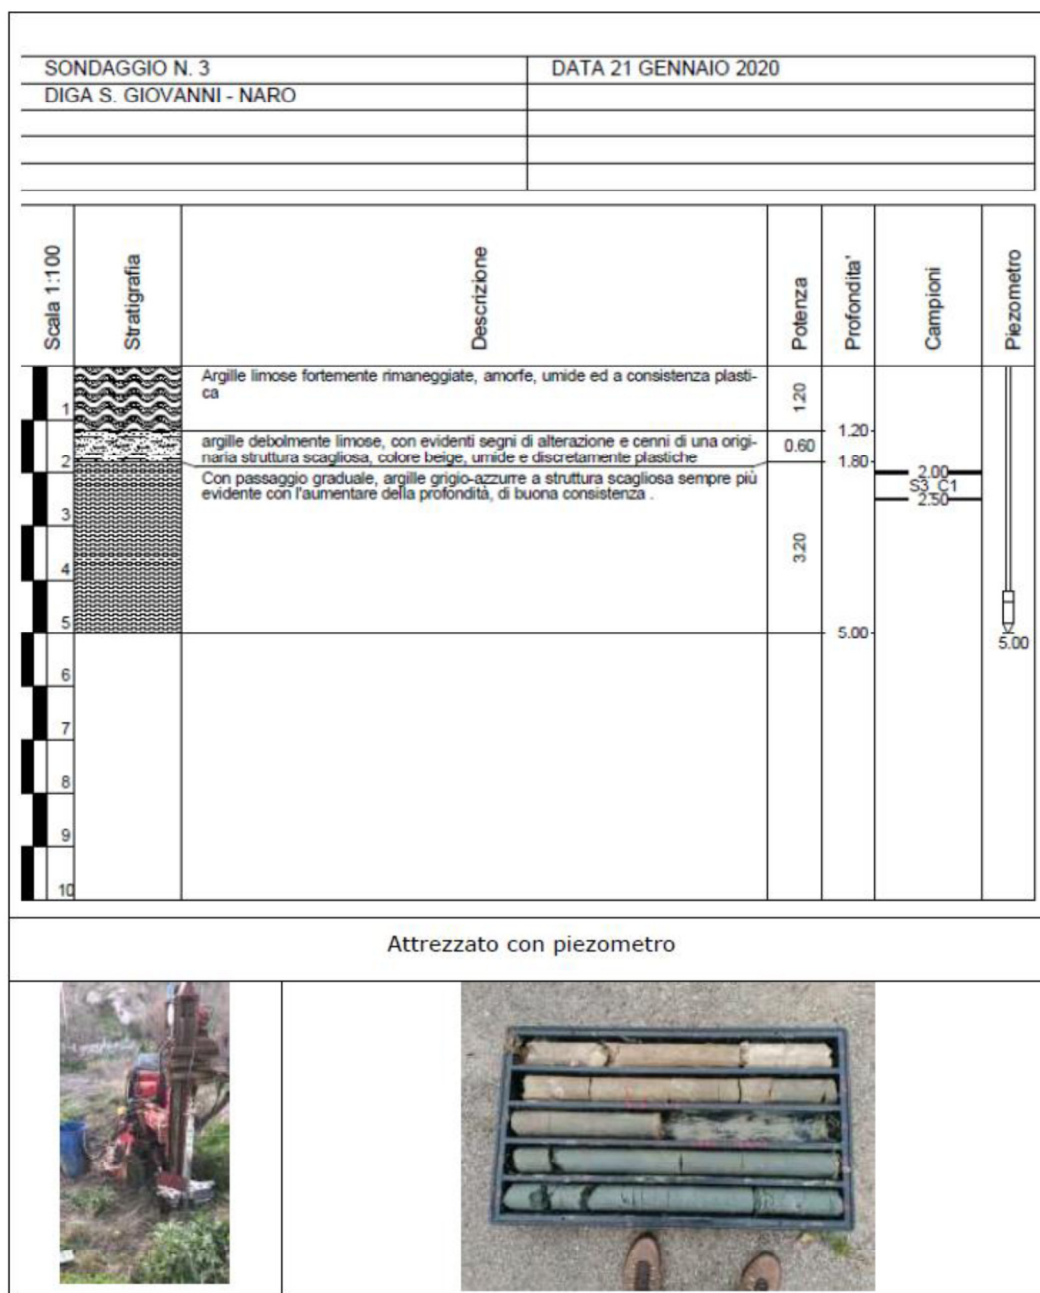 SONDAGGIO N. 3
DATA 21 GENNAIO 2020
DIGA S. GIOVANNI - NARO
Scala 1:100
Stratigrafia
Descrizione
Potenza
Profondita'
Campioni
Piezometro
Argille limose fortemente rimaneggiate, amorfe, umide ed a consistenza plasti-
ca
1.20
1.20
argille debolmente limose, con evidenti segni di alterazione e cenni di una origi-
naria struttura scagliosa, colore beige, umide e discretamente plastiche
0.60
1.80
Con passaggio graduale, argille grigio-azzurre a struttura scagliosa sempre più
evidente con l'aumentare della profondità, di buona consistenza .
3.20
5.00
2.00
S3_C1
2.50
5.00
1
2
3
4
5
6
7
8
9
10
Attrezzato con piezometro